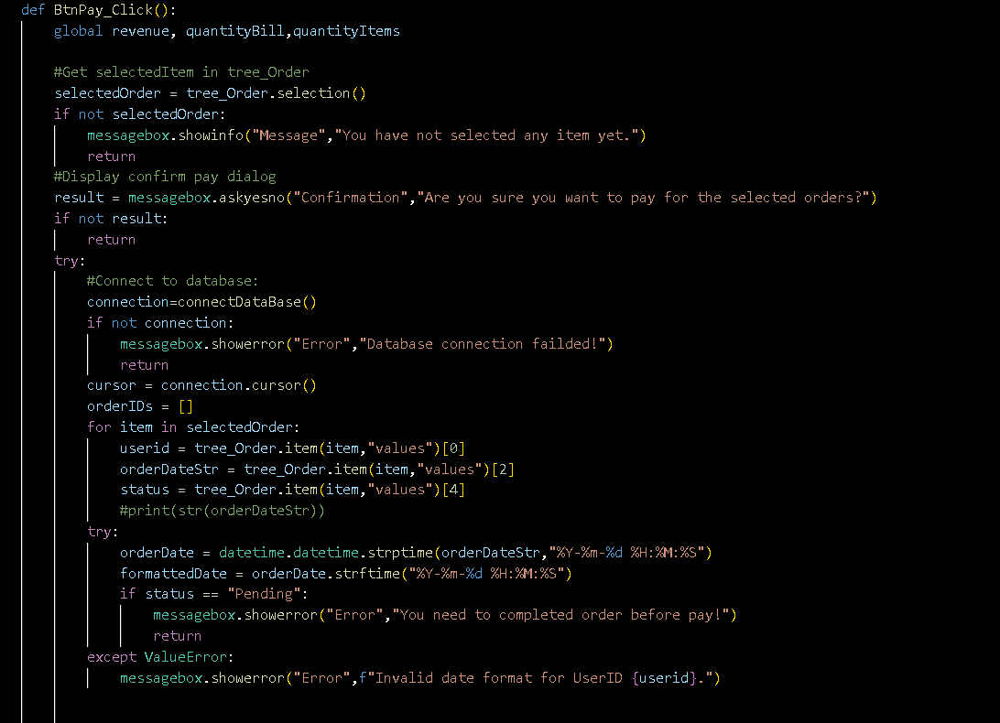 def BtnPay_Click():
    global revenue, quantityBill,quantityItems

    #Get selectedItem in tree_Order
    selectedOrder = tree_Order.selection()
    if not selectedOrder:
        messagebox.showinfo("Message","You have not selected any item yet.")
        return
    #Display confirm pay dialog
    result = messagebox.askyesno("Confirmation","Are you sure you want to pay for the selected orders?")
    if not result:
        return
    try:
        #Connect to database:
        connection=connectDataBase()
        if not connection:
            messagebox.showerror("Error","Database connection failded!")
            return
        cursor = connection.cursor()
        orderIDs = []
        for item in selectedOrder:
            userid = tree_Order.item(item,"values")[0]
            orderDateStr = tree_Order.item(item,"values")[2]
            status = tree_Order.item(item,"values")[4]
            #print(str(orderDateStr))
        try:
            orderDate = datetime.datetime.strptime(orderDateStr,"%Y-%m-%d %H:%M:%S")
            formattedDate = orderDate.strftime("%Y-%m-%d %H:%M:%S")
            if status == "Pending":
                messagebox.showerror("Error","You need to completed order before pay!")
                return
        except ValueError:
            messagebox.showerror("Error",f"Invalid date format for UserID {userid}.")